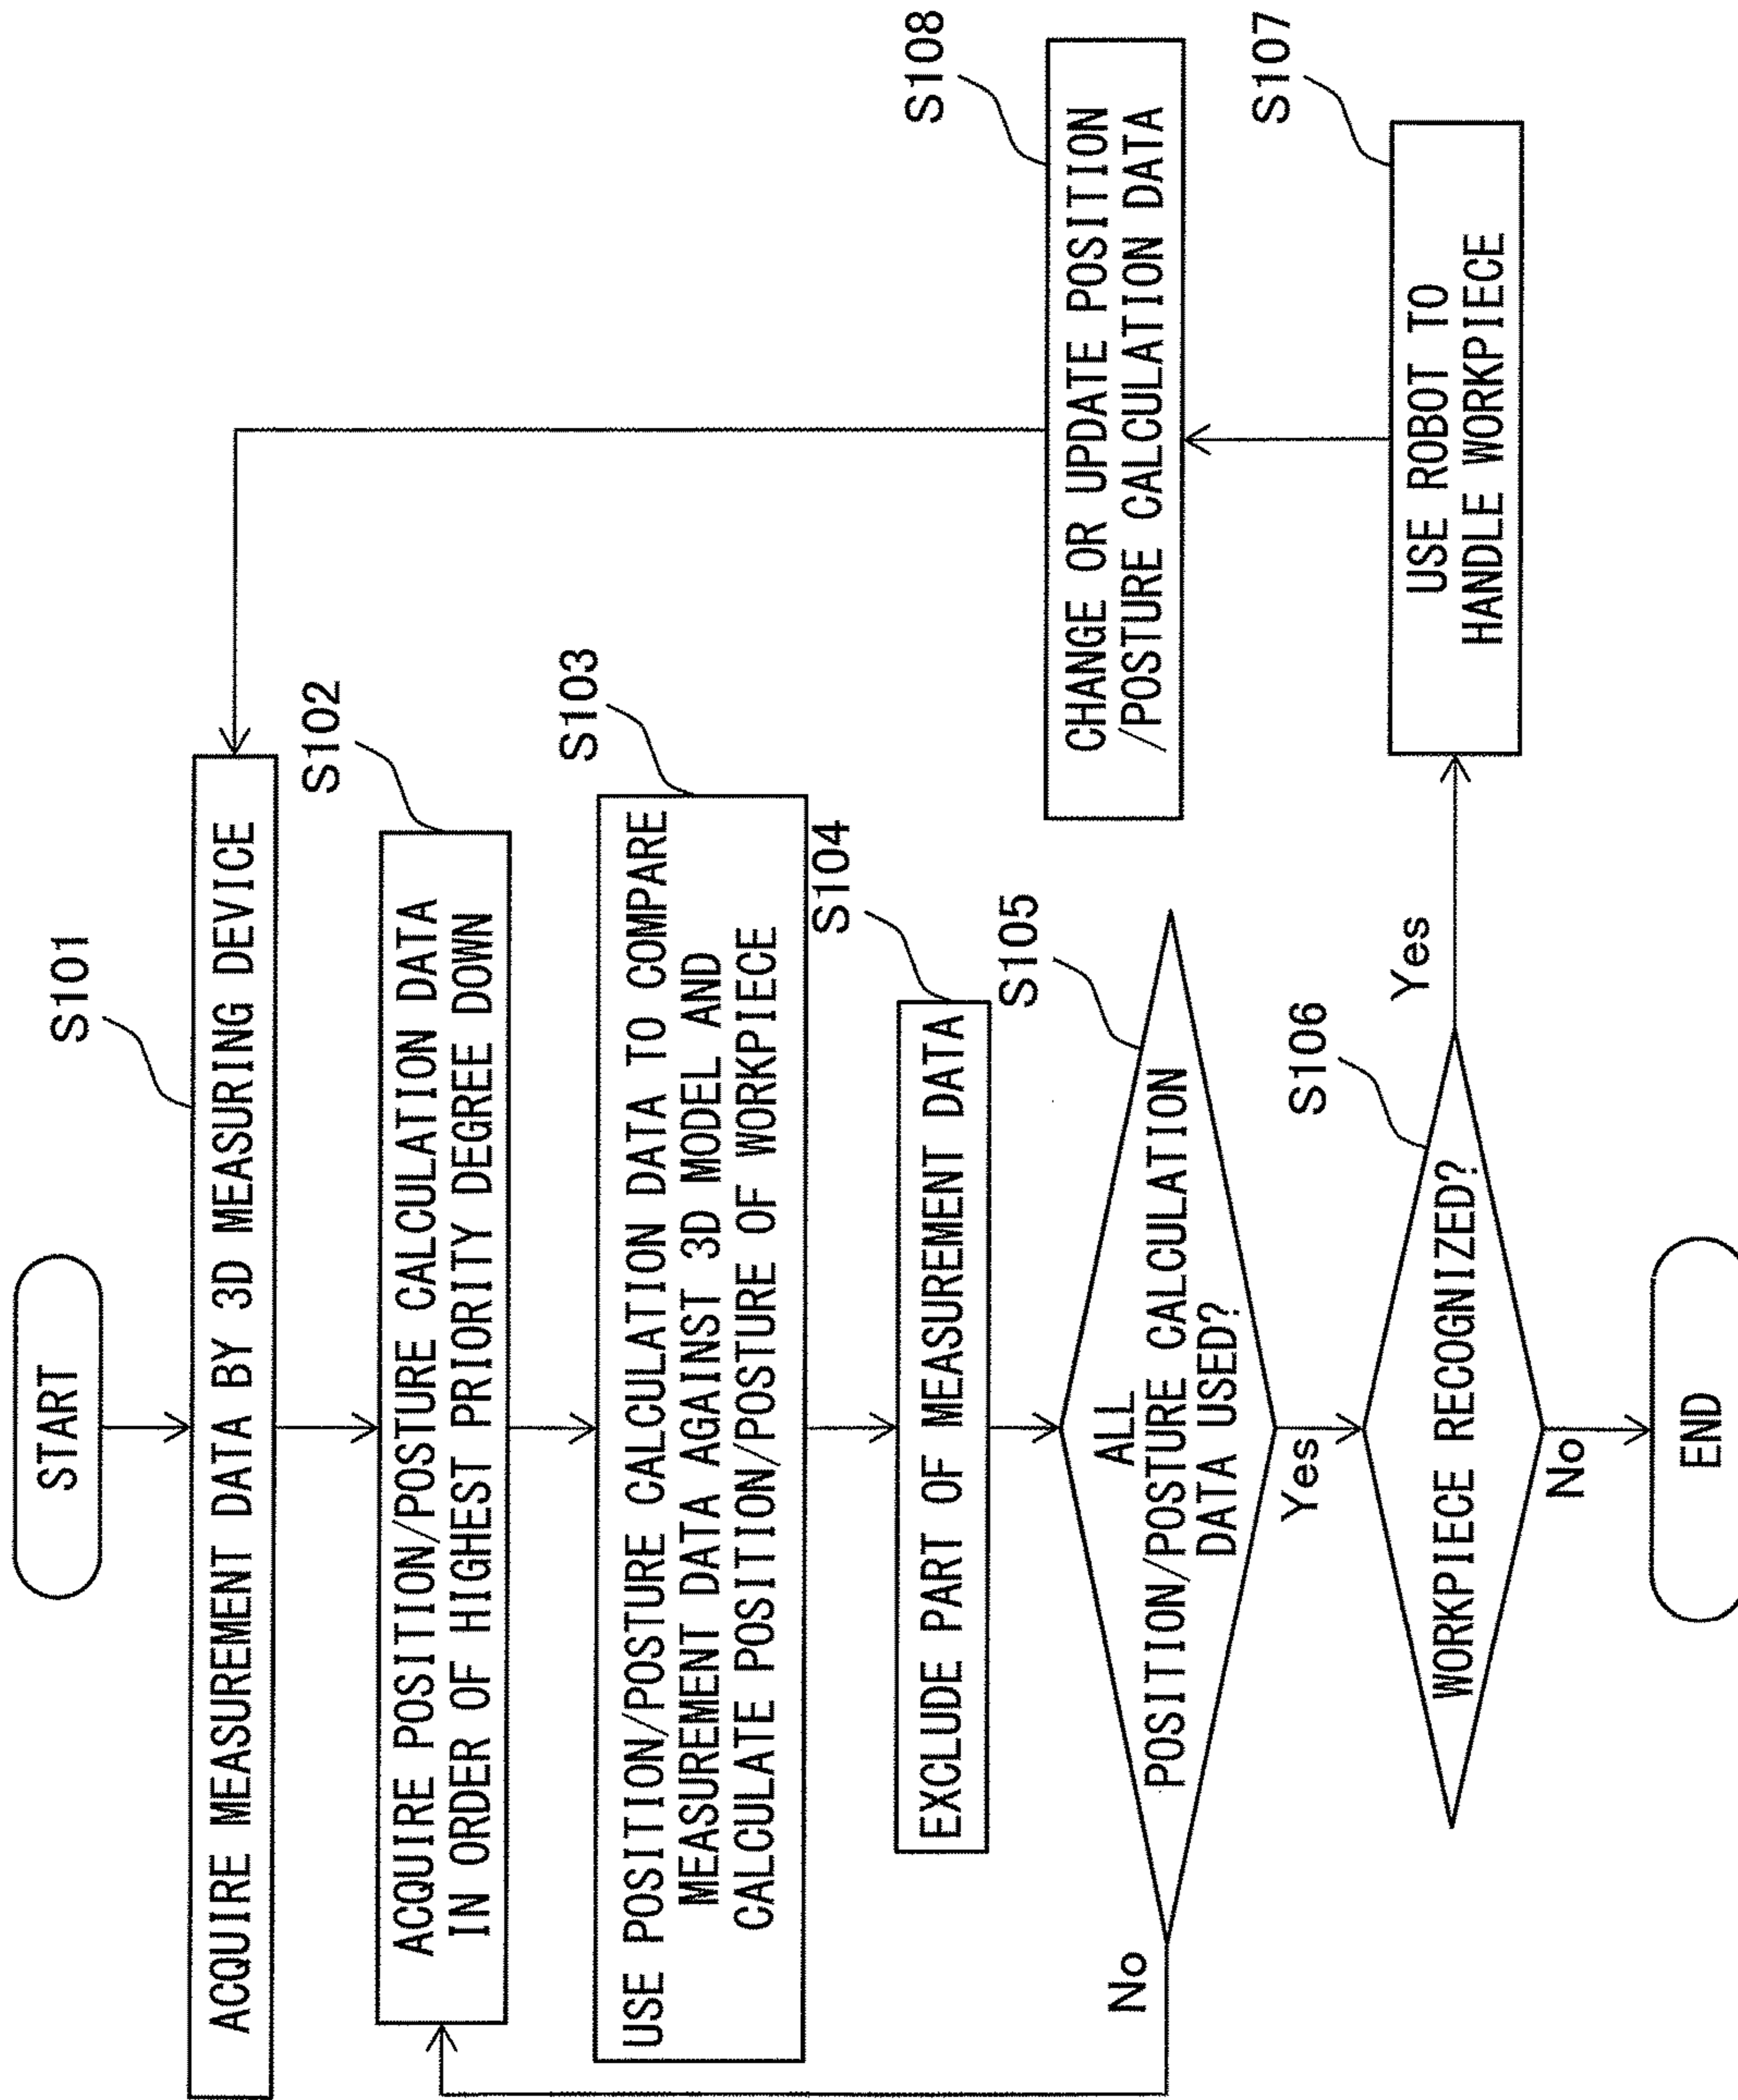 START
S101
ACQUIRE MEASUREMENT DATA BY 3D MEASURING DEVICE
S102
ACQUIRE POSITION/POSTURE CALCULATION DATA
IN ORDER OF HIGHEST PRIORITY DEGREE DOWN
S103
USE POSITION/POSTURE CALCULATION DATA TO COMPARE
MEASUREMENT DATA AGAINST 3D MODEL AND
CALCULATE POSITION/POSTURE OF WORKPIECE
S104
EXCLUDE PART OF MEASUREMENT DATA
S105
ALL
POSITION/POSTURE CALCULATION
DATA USED?
No
Yes
S106
WORKPIECE RECOGNIZED?
Yes
No
END
S107
USE ROBOT TO
HANDLE WORKPIECE
S108
CHANGE OR UPDATE POSITION
/POSTURE CALCULATION DATA